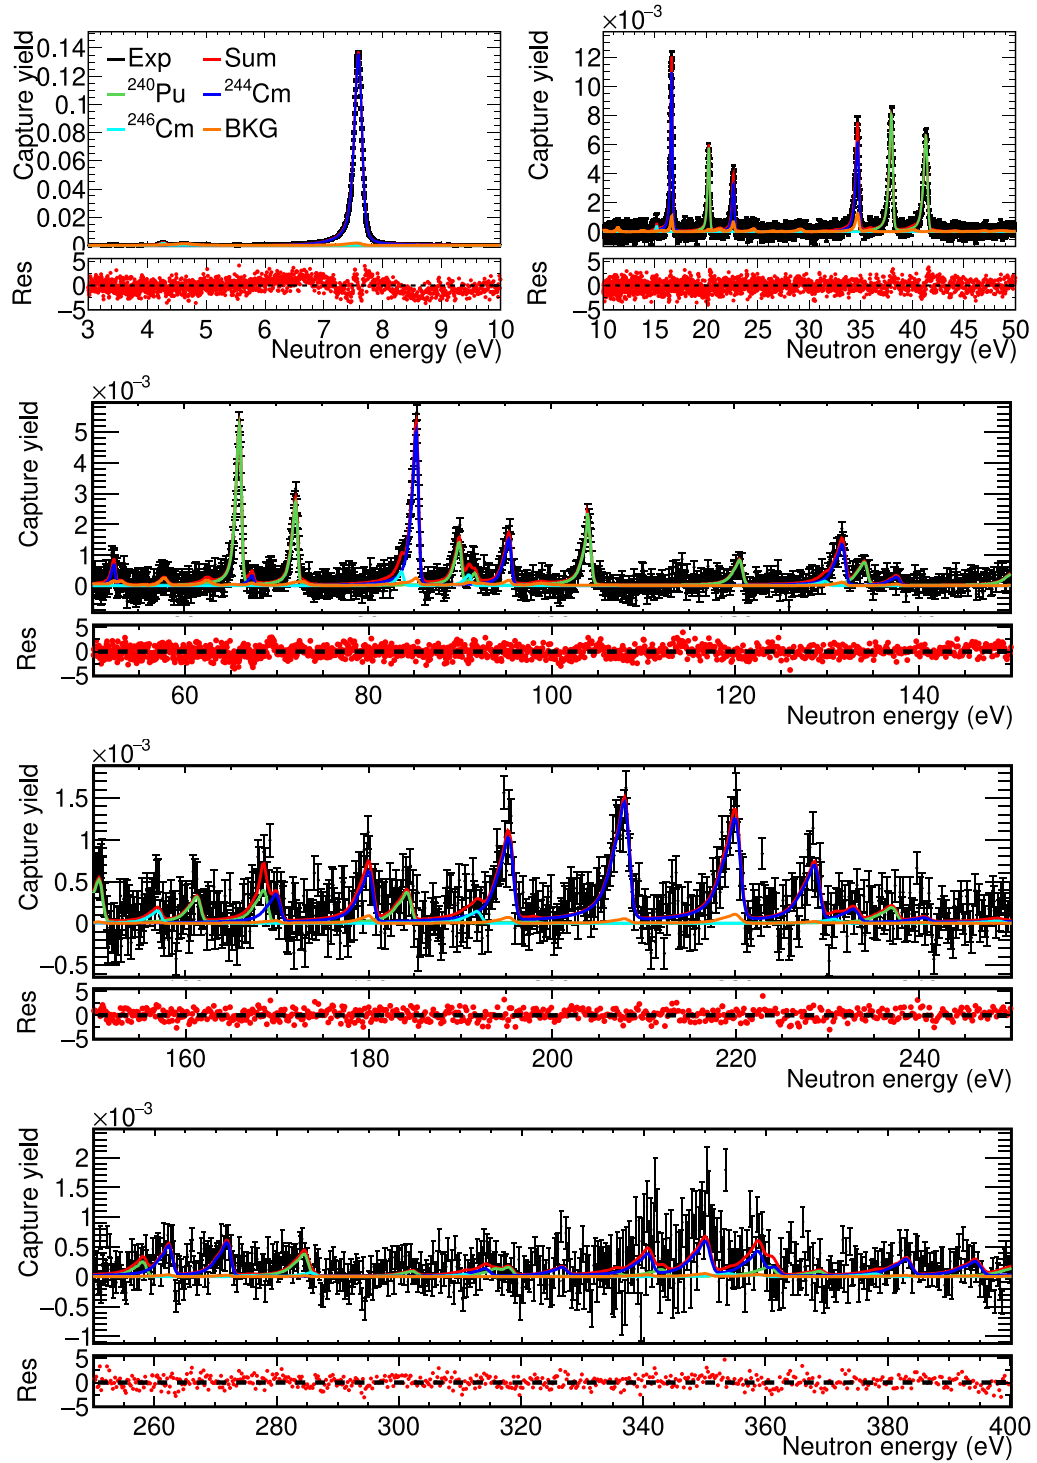 Capture yield
0.14
0.12
0.1
0.08
0.06
0.04
0.02
0
Exp Sum
²⁴⁰Pu ²⁴⁴Cm
²⁴⁶Cm BKG
Res
5
0
−5
3 4 5 6 7 8 9 10
Neutron energy (eV)
×10⁻³
Capture yield
12
10
8
6
4
2
0
Res
5
0
−5
10 15 20 25 30 35 40 45 50
Neutron energy (eV)
×10⁻³
Capture yield
5
4
3
2
1
0
Res
5
0
−5
60 80 100 120 140
Neutron energy (eV)
×10⁻³
Capture yield
1.5
1
0.5
0
−0.5
Res
5
0
−5
160 180 200 220 240
Neutron energy (eV)
×10⁻³
Capture yield
2
1.5
1
0.5
0
−0.5
−1
Res
5
0
−5
260 280 300 320 340 360 380 400
Neutron energy (eV)